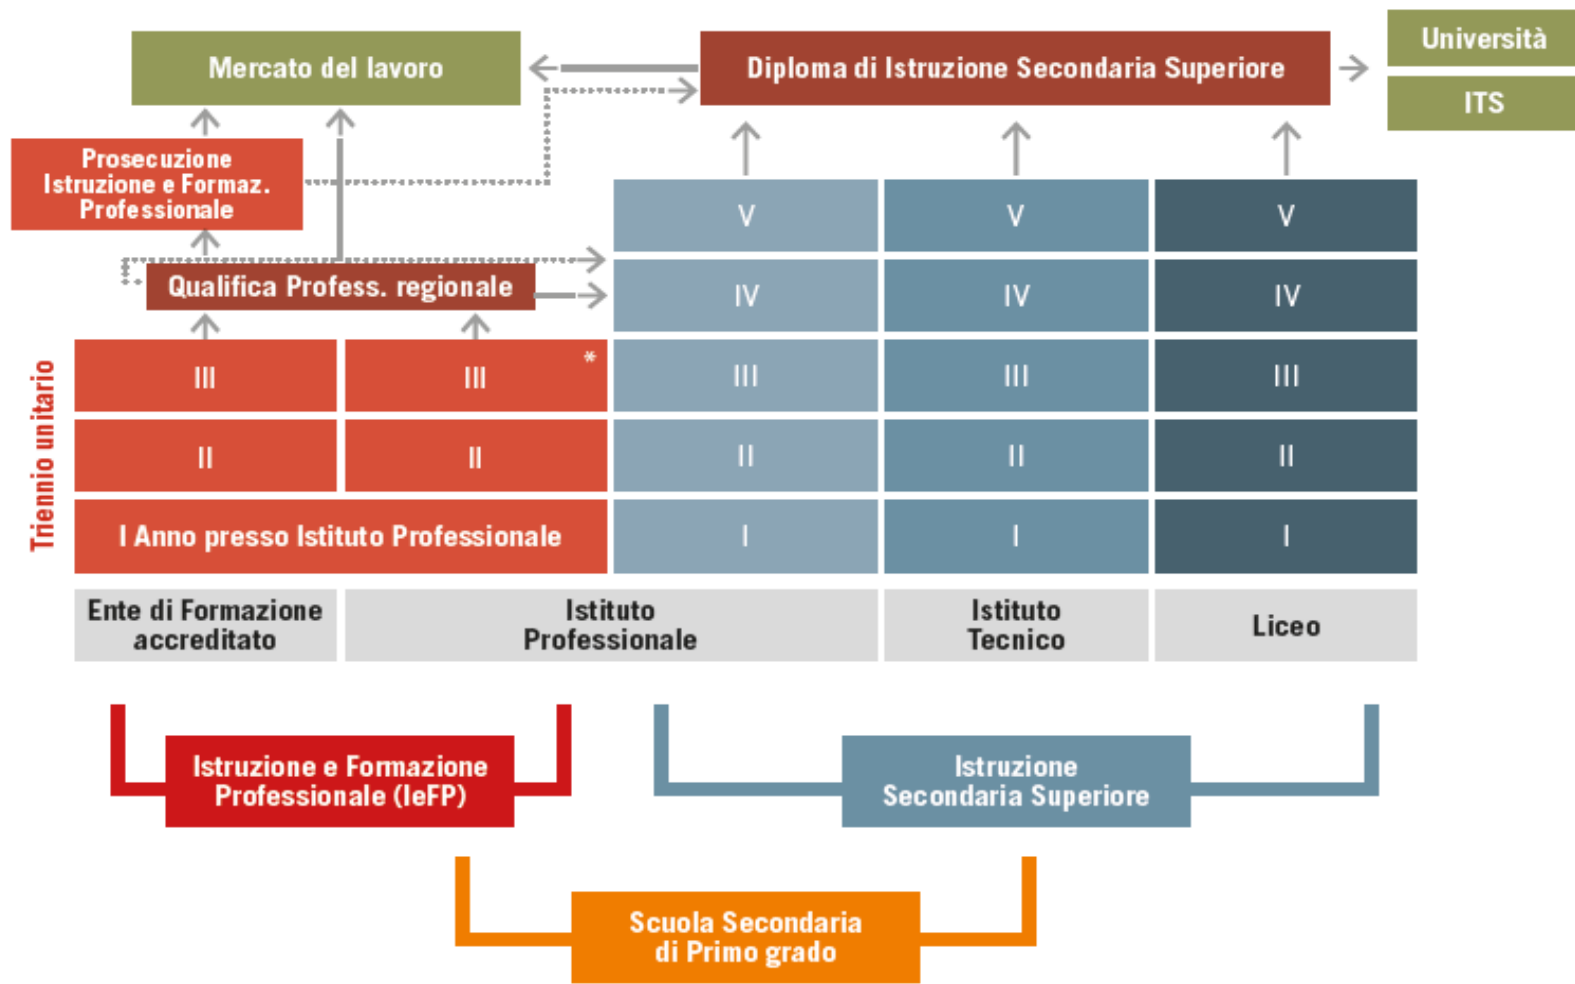 Università
Mercato del lavoro
Diploma di Istruzione Secondaria Superiore
ITS
Prosecuzione
Istruzione e Formaz.
Professionale
V
V
V
Qualifica Profess. regionale
IV
IV
IV
Triennio unitario
III
III
*
III
III
III
II
II
II
II
II
I Anno presso Istituto Professionale
I
I
I
Ente di Formazione
accreditato
Istituto
Professionale
Istituto
Tecnico
Liceo
Istruzione e Formazione
Professionale (IeFP)
Istruzione
Secondaria Superiore
Scuola Secondaria
di Primo grado